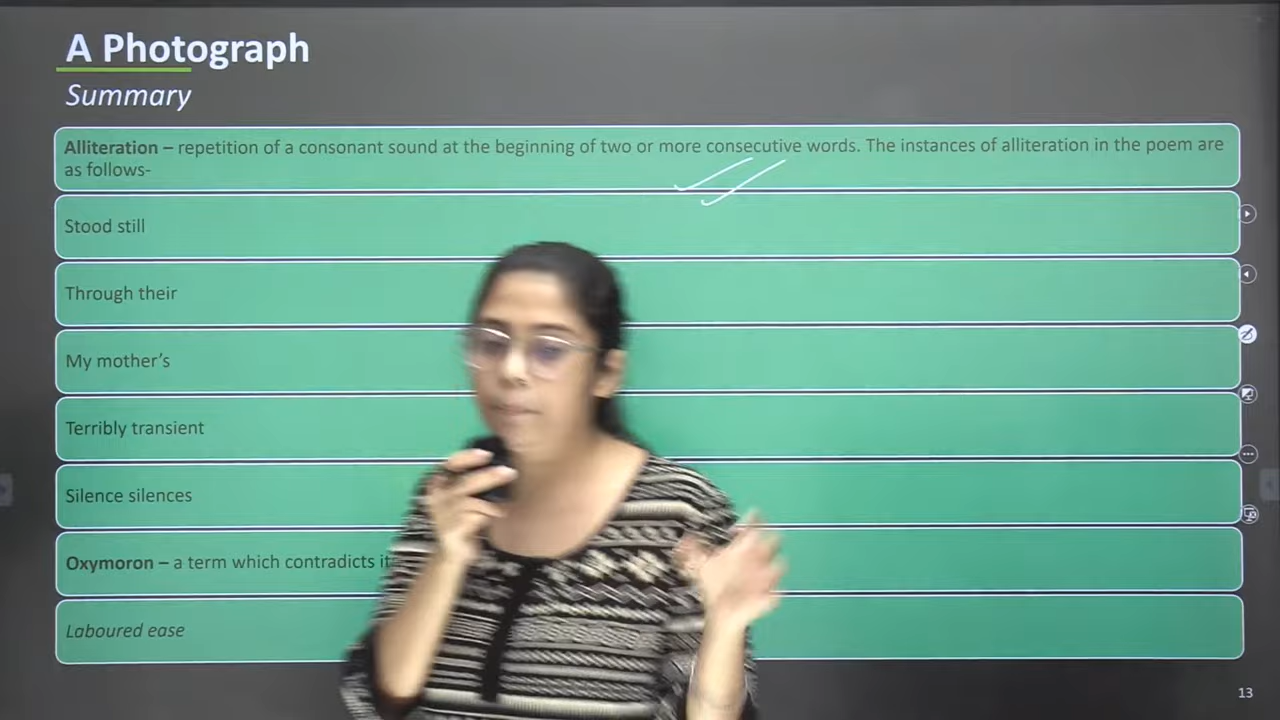 A Photograph
Summary
Alliteration – repetition of a consonant sound at the beginning of two or more consecutive words. The instances of alliteration in the poem are
as follows-
Stood still
Through their
My mother's
Terribly transient
Silence silences
Oxymoron – a term which contradicts
Laboured ease
13